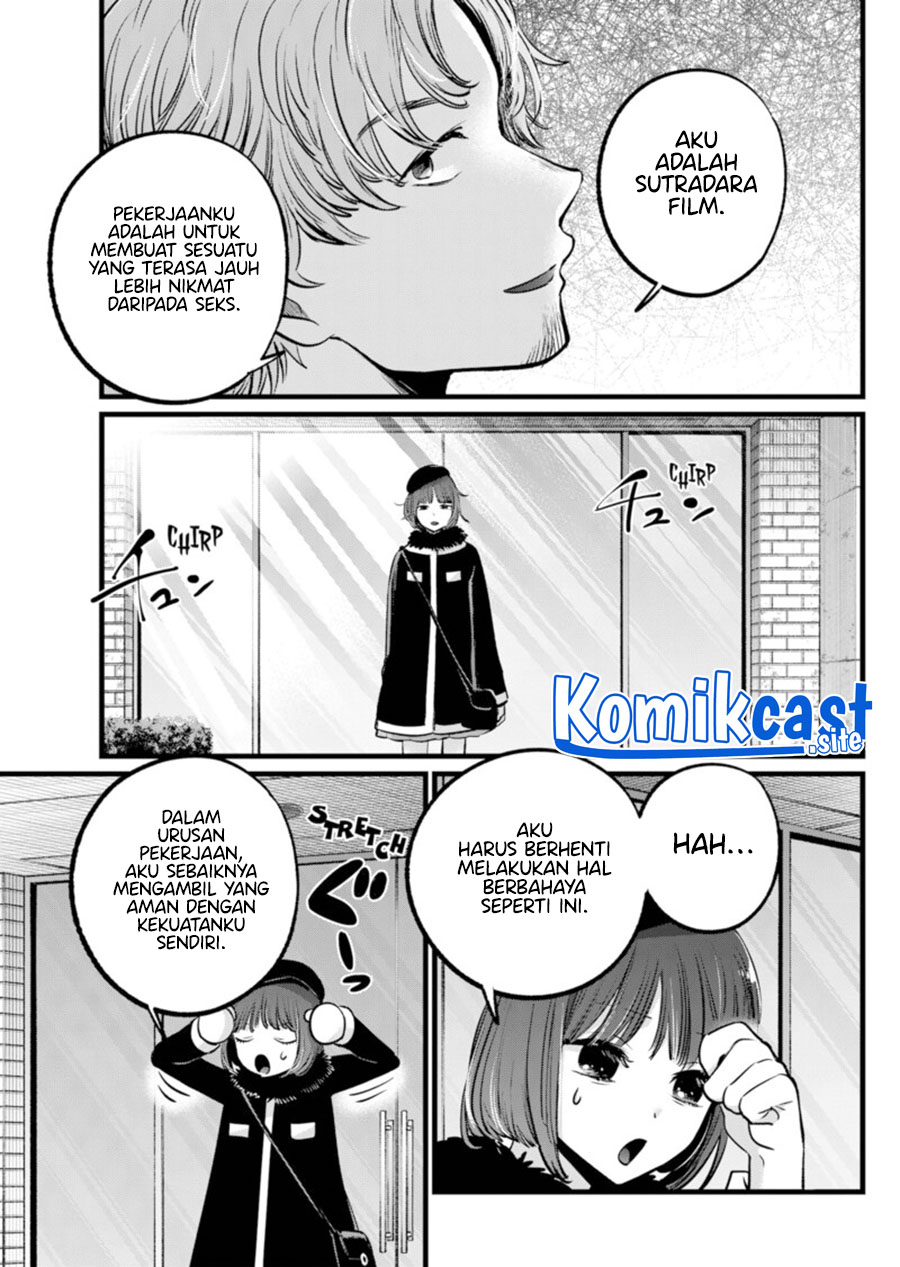 AKU
ADALAH
SUTRADARA
FILM.
PEKERJAANKU
ADALAH UNTUK
MEMBUAT SESUATU
YANG TERASA JAUH
LEBIH NIKMAT
DARIPADA SEKS.
CHIRP
チュン
CHIRP
チュン
Komikcast
.site
HAH...
AKU
HARUS BERHENTI
MELAKUKAN HAL
BERBAHAYA
SEPERTI INI.
STRETCH
ぐーっ
DALAM
URUSAN
PEKERJAAN,
AKU SEBAIKNYA
MENGAMBIL YANG
AMAN DENGAN
KEKUATANKU
SENDIRI.